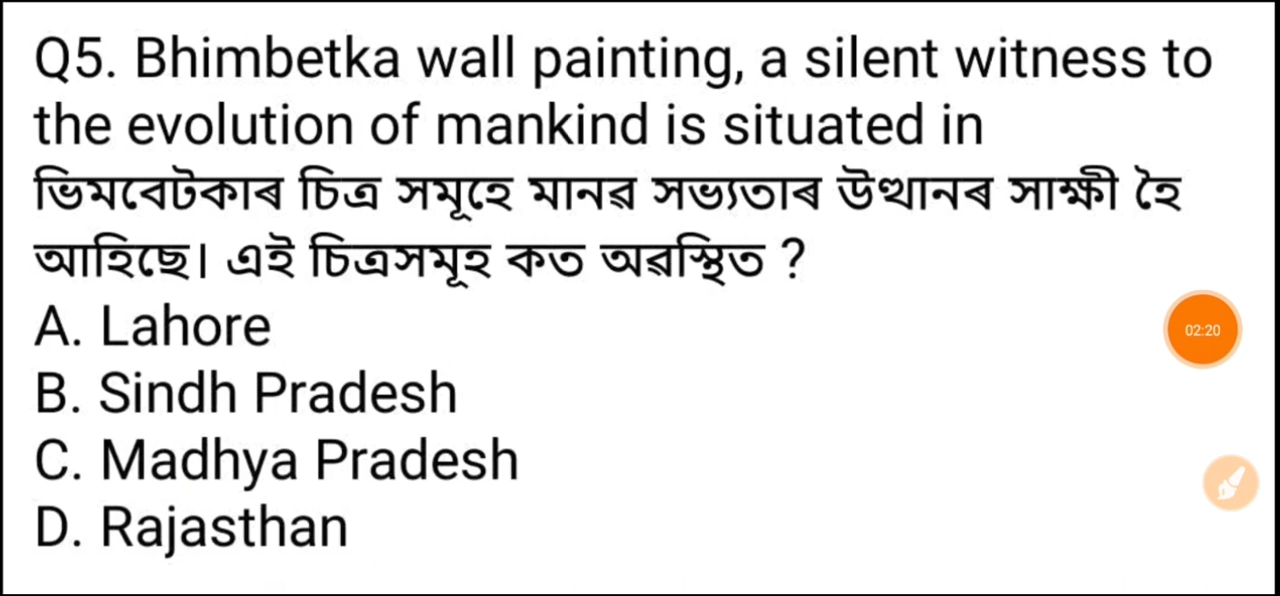 Q5. Bhimbetka wall painting, a silent witness to
the evolution of mankind is situated in
ভিমবেটকাৰ চিত্ৰ সমূহে মানৱ সভ্যতাৰ উত্থানৰ সাক্ষী হৈ
আহিছে। এই চিত্ৰসমূহ কত অৱস্থিত ?
A. Lahore
02:20
B. Sindh Pradesh
C. Madhya Pradesh
D. Rajasthan